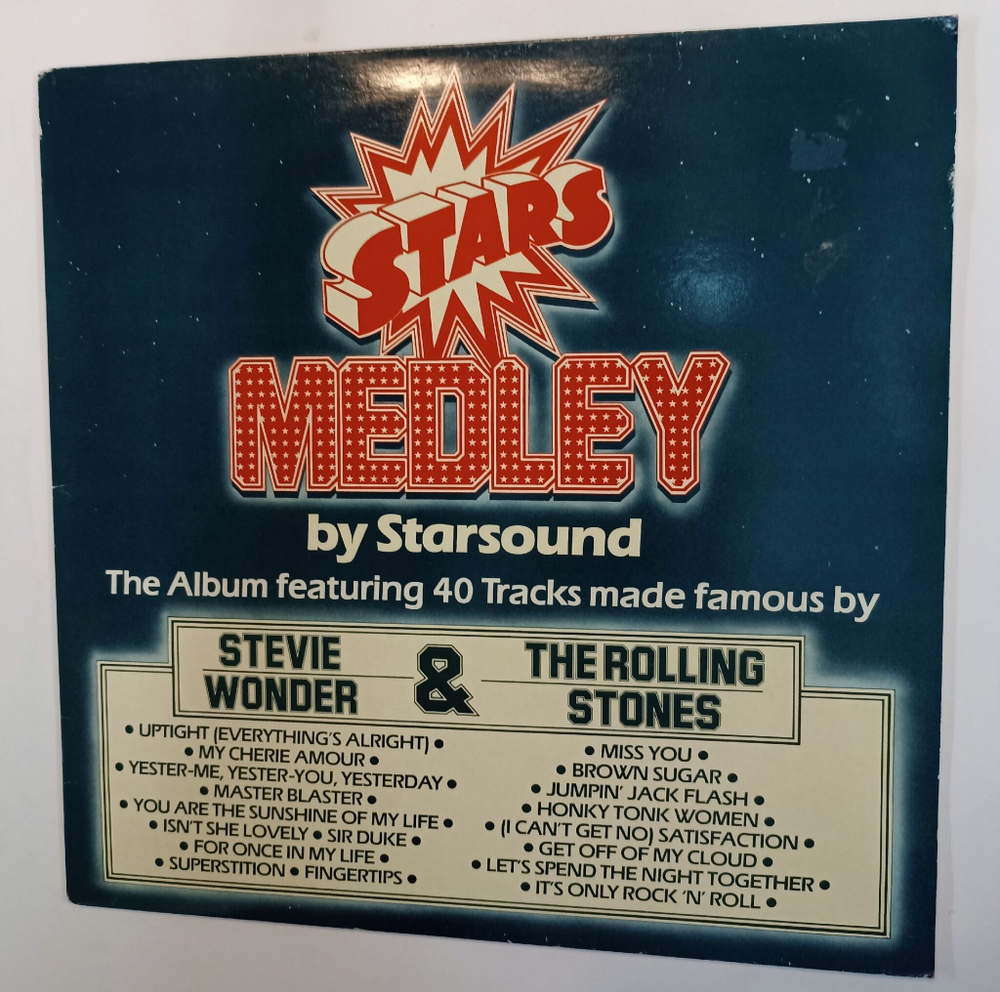 STARS
MEDLEY
by Starsound
The Album featuring 40 Tracks made famous by
STEVIE
WONDER
&
THE ROLLING
STONES
• UPTIGHT (EVERYTHING'S ALRIGHT) •
• MY CHERIE AMOUR •
• YESTER-ME, YESTER-YOU, YESTERDAY •
• MASTER BLASTER •
• YOU ARE THE SUNSHINE OF MY LIFE •
• ISN'T SHE LOVELY • SIR DUKE •
• FOR ONCE IN MY LIFE •
• SUPERSTITION • FINGERTIPS •
• MISS YOU •
• BROWN SUGAR •
• JUMPIN' JACK FLASH •
• HONKY TONK WOMEN •
• (I CAN'T GET NO) SATISFACTION •
• GET OFF OF MY CLOUD •
• LET'S SPEND THE NIGHT TOGETHER •
• IT'S ONLY ROCK 'N' ROLL •